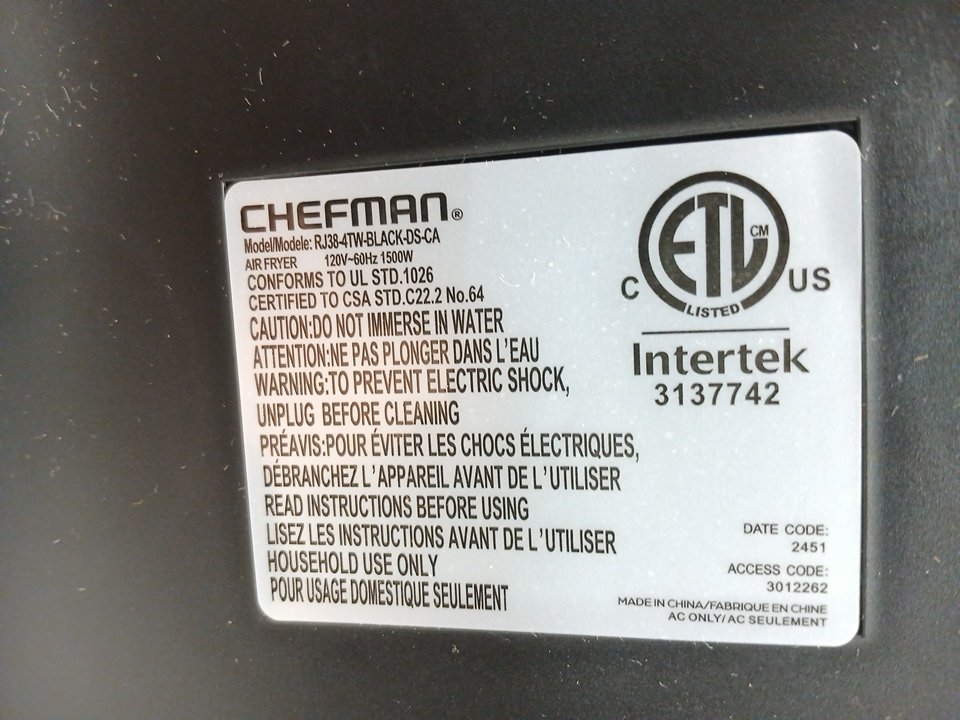 CHEFMAN®
Model/Modele: RJ38-4TW-BLACK-DS-CA
AIR FRYER 120V~60Hz 1500W
CONFORMS TO UL STD.1026
CERTIFIED TO CSA STD.C22.2 No.64
CAUTION:DO NOT IMMERSE IN WATER
ATTENTION:NE PAS PLONGER DANS L'EAU
WARNING:TO PREVENT ELECTRIC SHOCK,
UNPLUG BEFORE CLEANING
PRÉAVIS:POUR ÉVITER LES CHOCS ÉLECTRIQUES,
DÉBRANCHEZ L'APPAREIL AVANT DE L'UTILISER
READ INSTRUCTIONS BEFORE USING
LISEZ LES INSTRUCTIONS AVANT DE L'UTILISER
HOUSEHOLD USE ONLY
POUR USAGE DOMESTIQUE SEULEMENT
ETL CM
C US
LISTED
Intertek
3137742
DATE CODE:
2451
ACCESS CODE:
3012262
MADE IN CHINA/FABRIQUE EN CHINE
AC ONLY/AC SEULEMENT